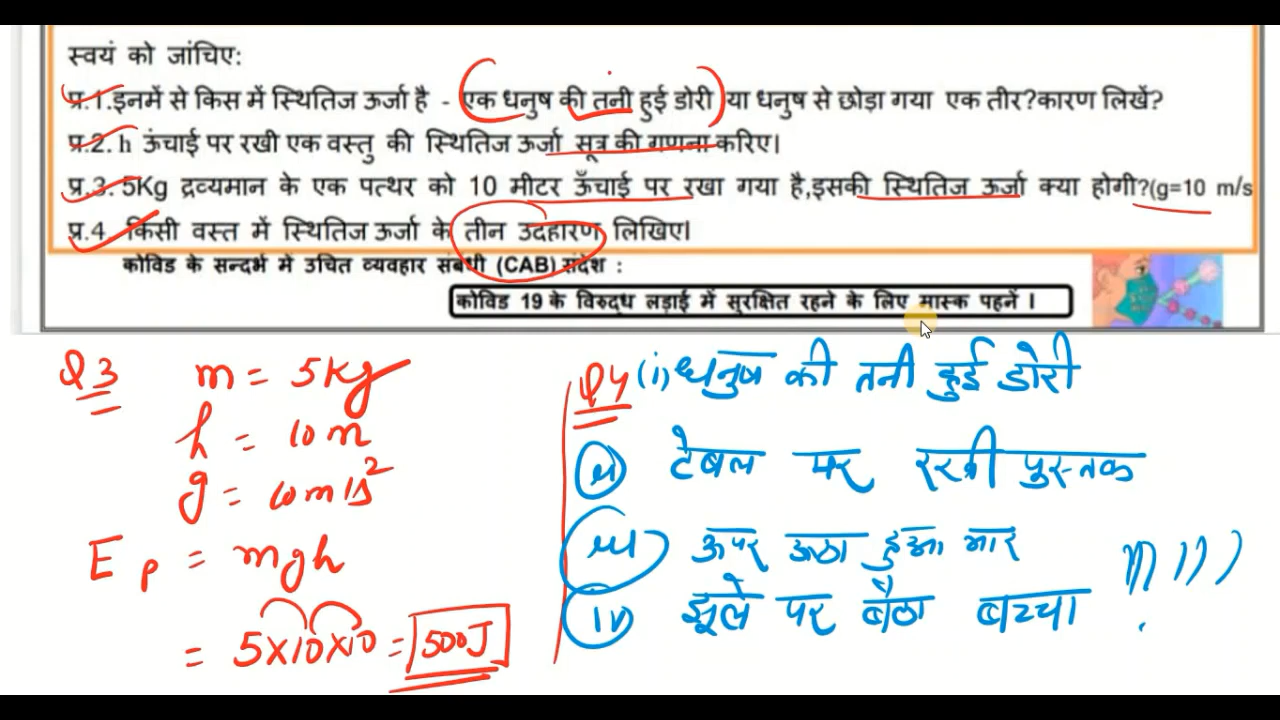 स्वयं को जांचिए:
प्र.1.इनमें से किस में स्थितिज ऊर्जा है - एक धनुष की तनी हुई डोरी या धनुष से छोड़ा गया एक तीर?कारण लिखें?
प्र.2. h ऊंचाई पर रखी एक वस्तु की स्थितिज ऊर्जा सूत्र की गणना करिए।
प्र.3. 5Kg द्रव्यमान के एक पत्थर को 10 मीटर ऊँचाई पर रखा गया है,इसकी स्थितिज ऊर्जा क्या होगी?(g=10 m/s
प्र.4 किसी वस्त में स्थितिज ऊर्जा के तीन उदहारण लिखिए।
कोविड के सन्दर्भ में उचित व्यवहार संबंधी (CAB) संदेश :
कोविड 19 के विरुद्ध लड़ाई में सुरक्षित रहने के लिए मास्क पहनें ।
Q3 m = 5Kg
h = 10m
g = 10m/s²
Ep = mgh
= 5×10×10 = 500J
Q4 (i) धनुष की तनी हुई डोरी
(ii) टेबल पर रखी पुस्तक
(iii) ऊपर उठा हुआ भार
(iv) झूले पर बैठा बच्चा